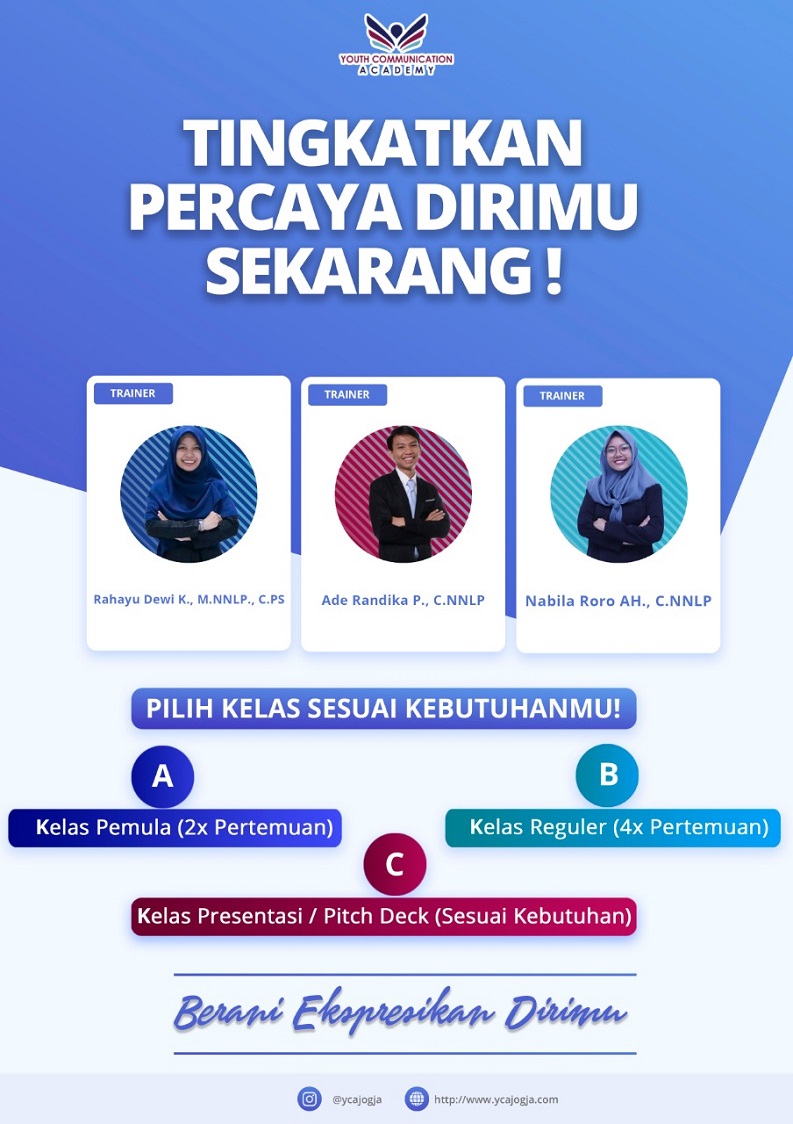 YOUTH COMMUNICATION
ACADEMY
TINGKATKAN
PERCAYA DIRIMU
SEKARANG !
TRAINER
Rahayu Dewi K., M.NNLP., C.PS
TRAINER
Ade Randika P., C.NNLP
TRAINER
Nabila Roro AH., C.NNLP
PILIH KELAS SESUAI KEBUTUHANMU!
A
Kelas Pemula (2x Pertemuan)
B
Kelas Reguler (4x Pertemuan)
C
Kelas Presentasi / Pitch Deck (Sesuai Kebutuhan)
Berani Ekspresikan Dirimu
@ycajogja
http://www.ycajogja.com